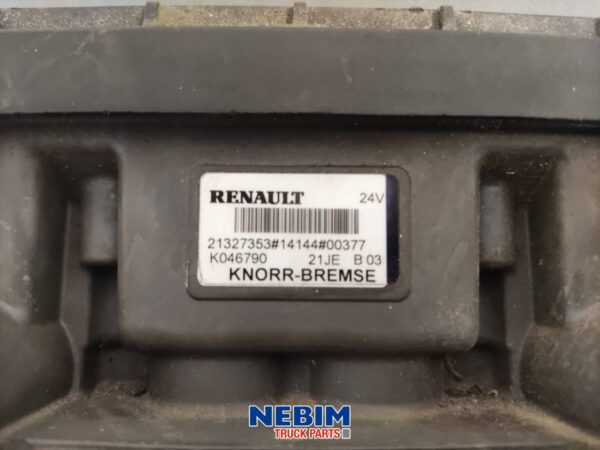 RENAULT 24V
21327353#14144#00377
K046790 21JE B 03
KNORR-BREMSE
NEBIM
TRUCK PARTS